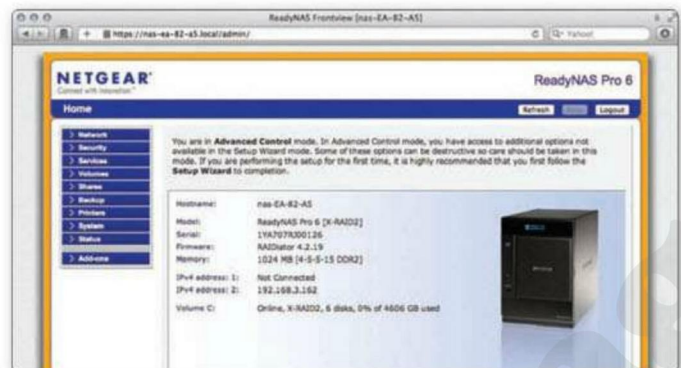 ReadyNAS Frontview [nas-EA-82-A5]
https://nas-ea-82-a5.local/admin/
Yahoo!
NETGEAR®
Connect with Innovation™
ReadyNAS Pro 6
Home
Refresh
Logout
> Network
> Security
> Services
> Volumes
> Shares
> Backup
> Printers
> System
> Status
> Add-ons
You are in Advanced Control mode. In Advanced Control mode, you have access to additional options not
available in the Setup Wizard mode. Some of these options can be destructive so care should be taken in this
mode. If you are performing the setup for the first time, it is highly recommended that you first follow the
Setup Wizard to completion.
Hostname: nas-EA-82-A5
Model: ReadyNAS Pro 6 [X-RAID2]
Serial: 1YA707RJ00126
Firmware: RAIDiator 4.2.19
Memory: 1024 MB [4-5-5-15 DDR2]
IPv4 address: 1: Not Connected
IPv4 address: 2: 192.168.3.162
Volume C: Online, X-RAID2, 6 disks, 0% of 4606 GB used